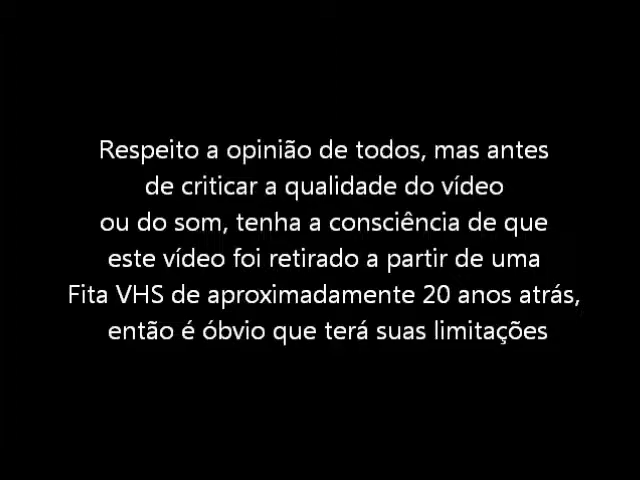 Respeito a opinião de todos, mas antes
de criticar a qualidade do vídeo
ou do som, tenha a consciência de que
este vídeo foi retirado a partir de uma
Fita VHS de aproximadamente 20 anos atrás,
então é óbvio que terá suas limitações